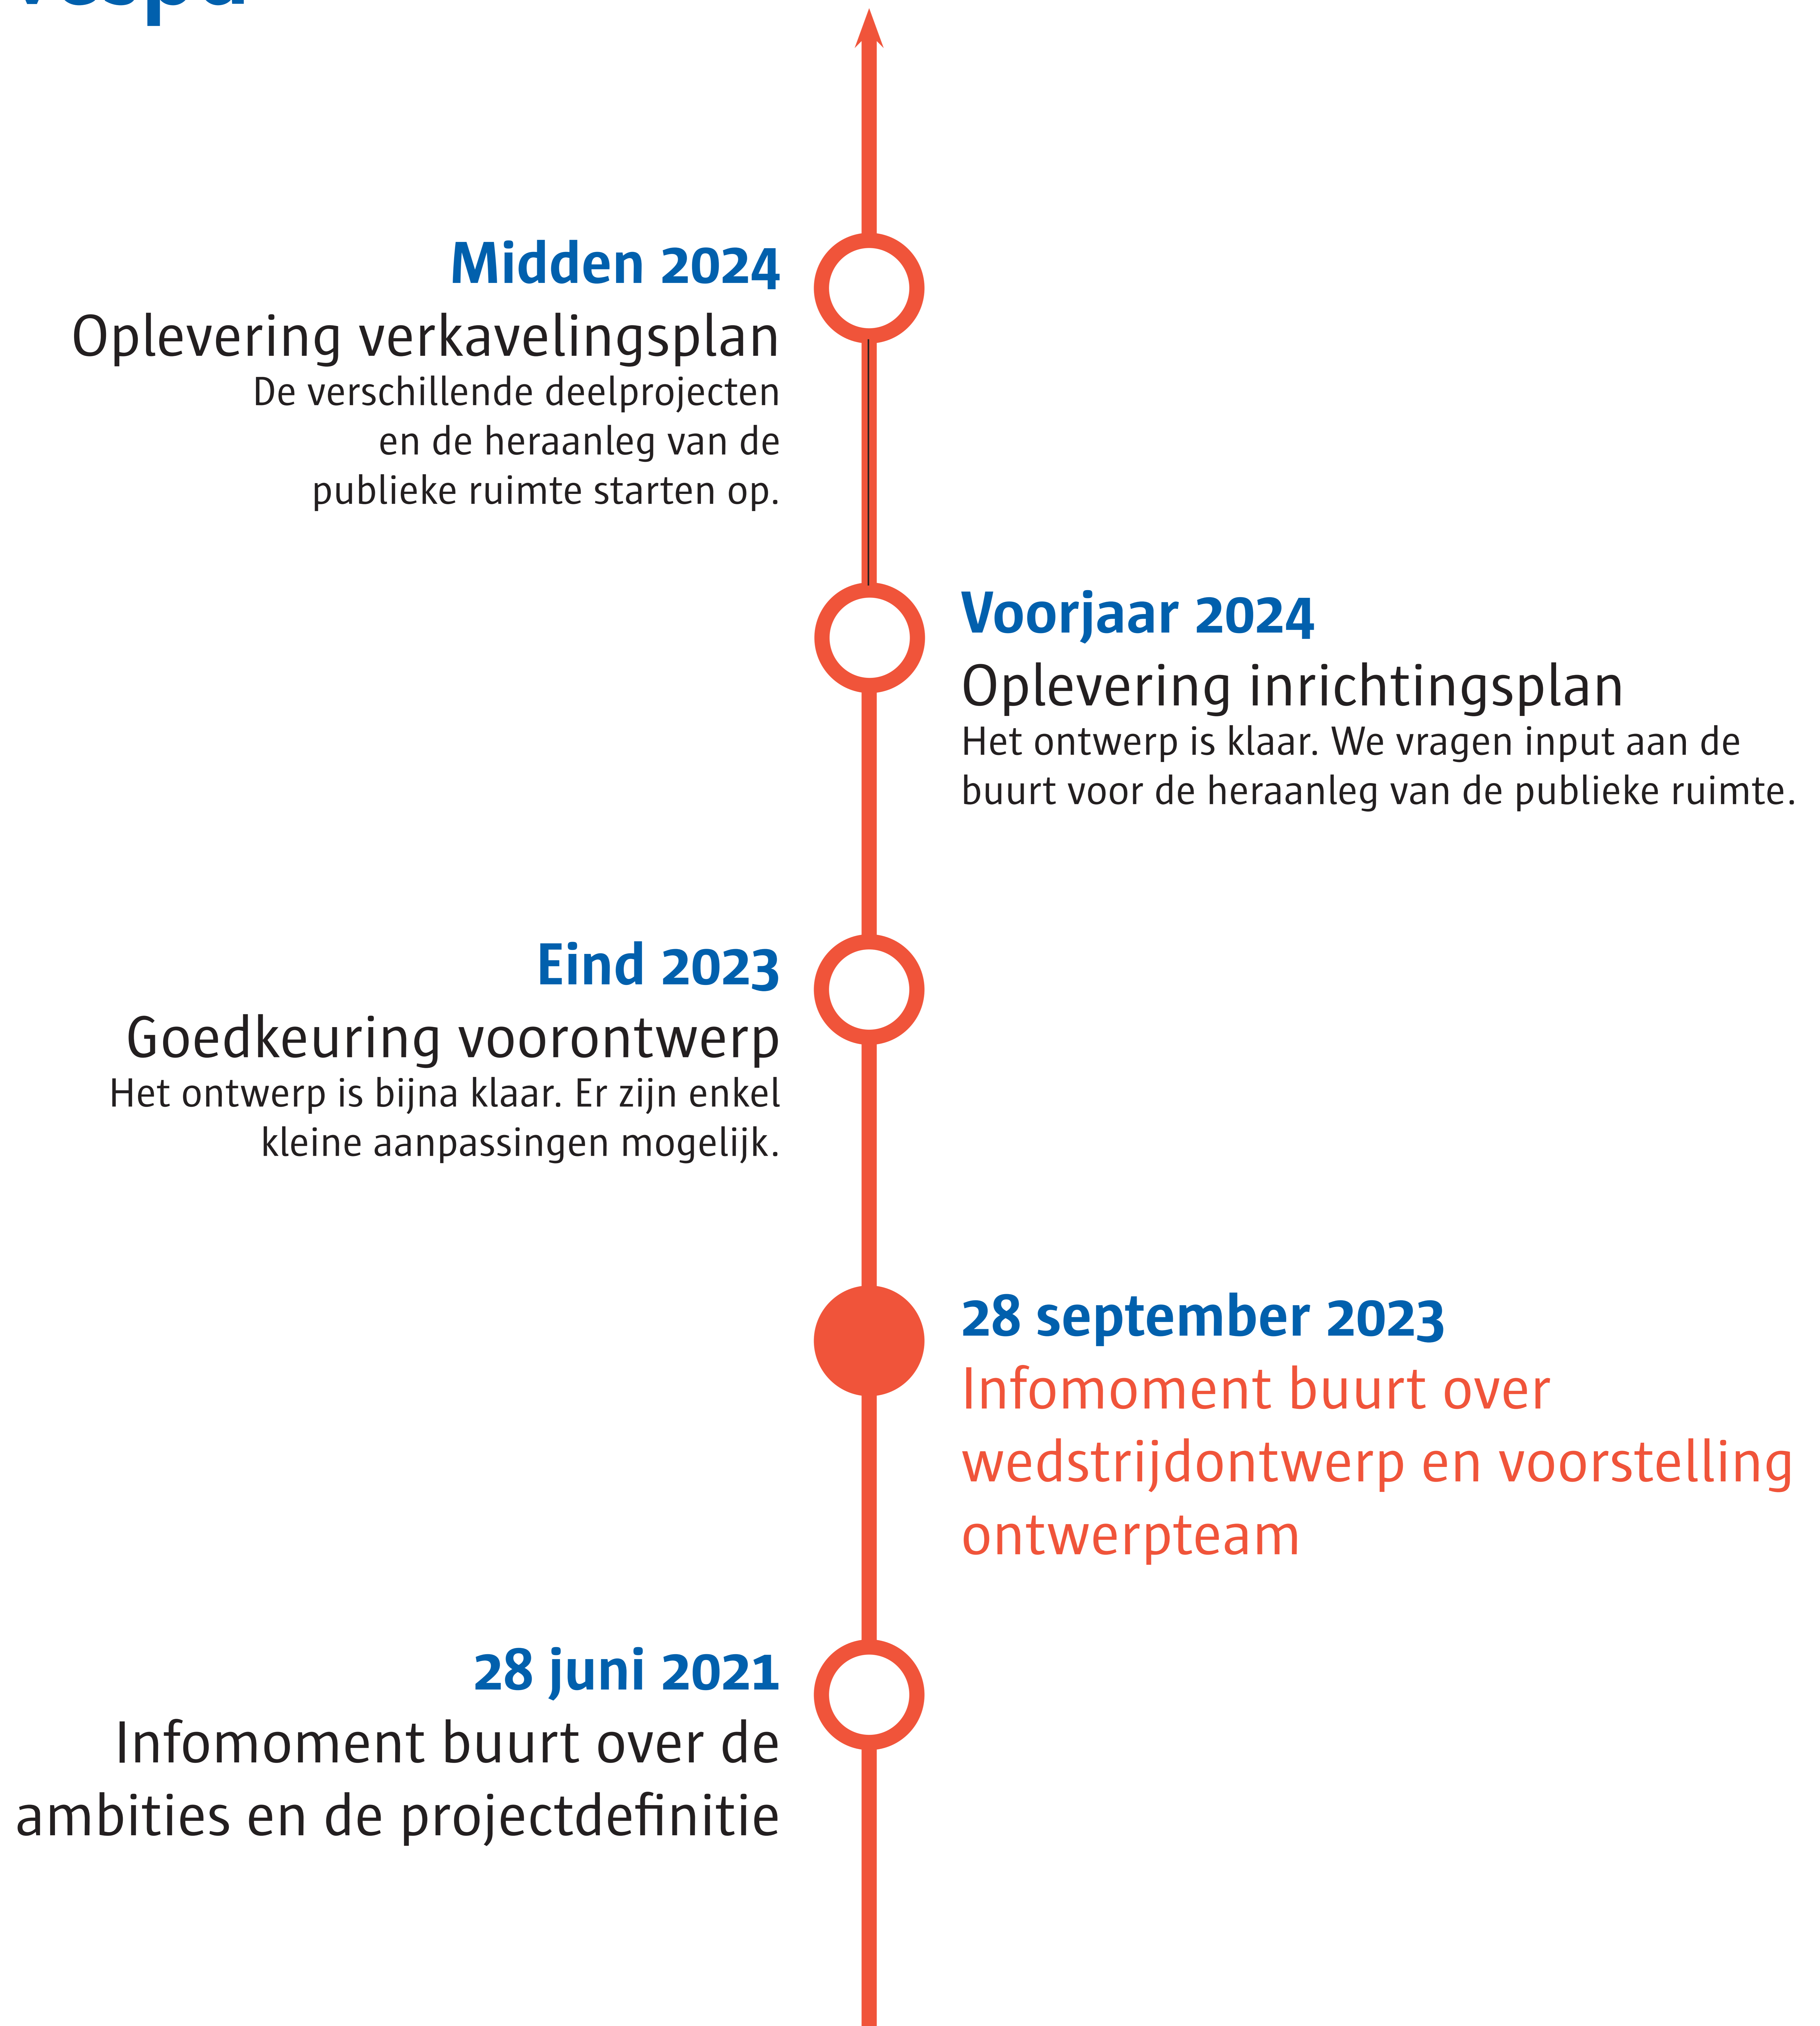 Midden 2024
Oplevering verkavelingsplan
De verschillende deelprojecten
en de heraanleg van de
publieke ruimte starten op.
Voorjaar 2024
Oplevering inrichtingsplan
Het ontwerp is klaar. We vragen input aan de
buurt voor de heraanleg van de publieke ruimte.
Eind 2023
Goedkeuring voorontwerp
Het ontwerp is bijna klaar. Er zijn enkel
kleine aanpassingen mogelijk.
28 september 2023
Infomoment buurt over
wedstrijdontwerp en voorstelling
ontwerpteam
28 juni 2021
Infomoment buurt over de
ambities en de projectdefinitie